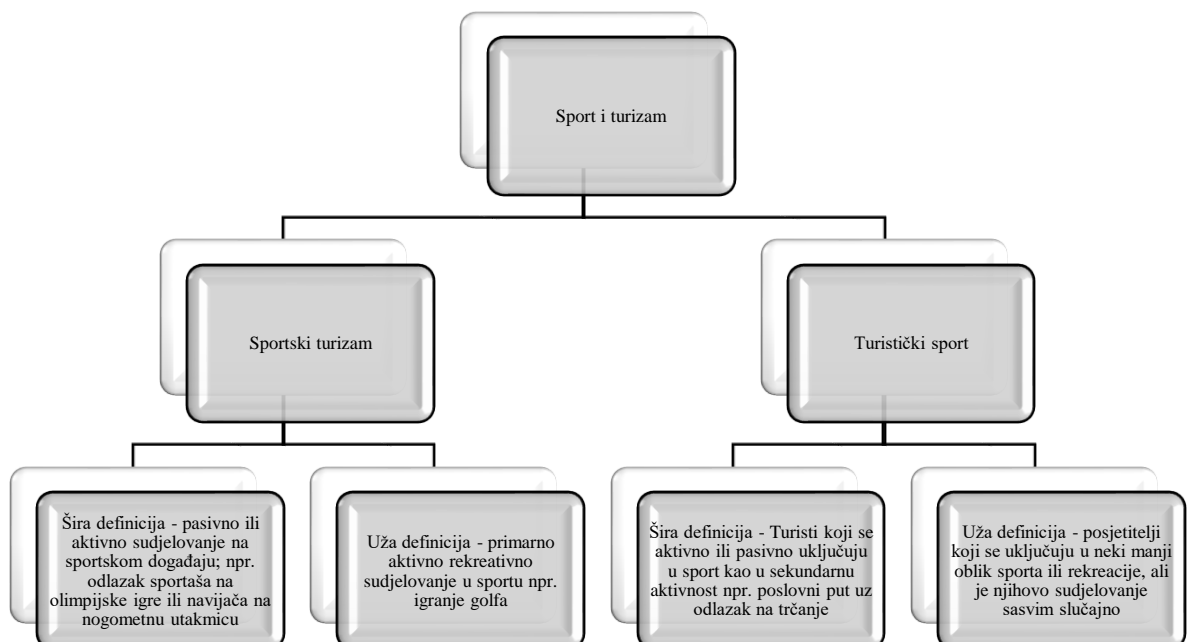 Sport i turizam
Sportski turizam
Turistički sport
Šira definicija - pasivno ili
aktivno sudjelovanje na
sportskom događaju; npr.
odlazak sportaša na
olimpijske igre ili navijača na
nogometnu utakmicu
Uža definicija - primarno
aktivno rekreativno
sudjelovanje u sportu npr.
igranje golfa
Šira definicija - Turisti koji se
aktivno ili pasivno uključuju
u sport kao u sekundarnu
aktivnost npr. poslovni put uz
odlazak na trčanje
Uža definicija - posjetitelji
koji se uključuju u neki manji
oblik sporta ili rekreacije, ali
je njihovo sudjelovanje
sasvim slučajno